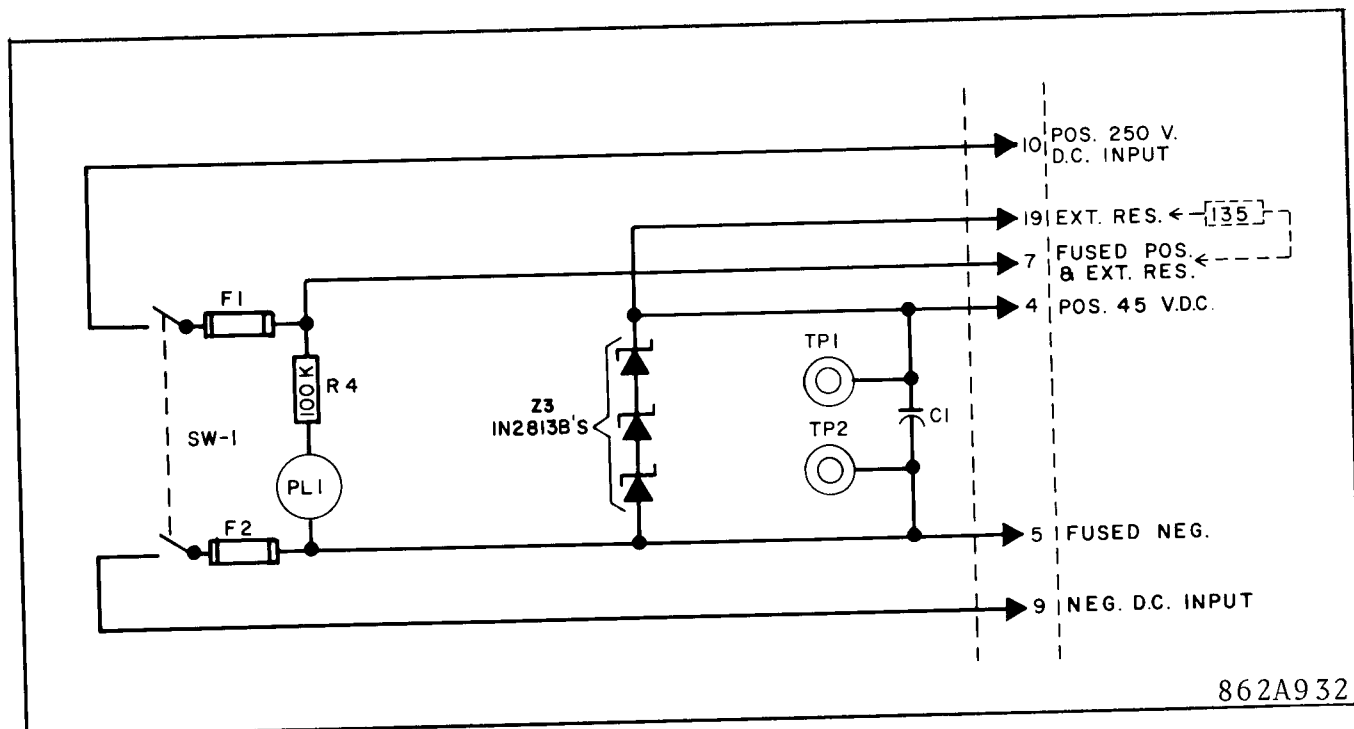 10 POS. 250 V.
D.C. INPUT
19 EXT. RES. 135
7 FUSED POS.
& EXT. RES.
4 POS. 45 V.D.C.
F1
100K
R4
SW-1
PL1
F2
Z3
1N2813B'S
TP1
TP2
C1
5 FUSED NEG.
9 NEG. D.C. INPUT
862A932